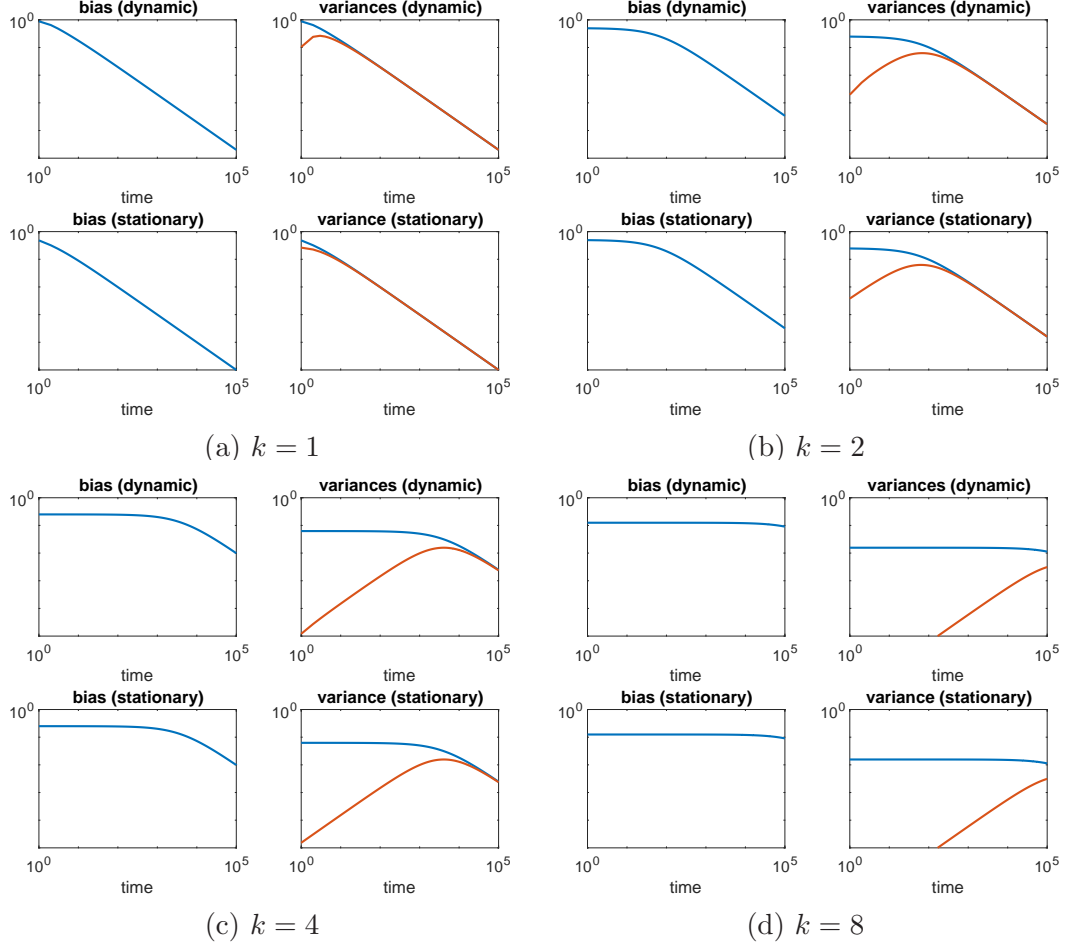 bias (dynamic)
10^0
10^0
10^5
time
variances (dynamic)
10^0
10^0
10^5
time
bias (stationary)
10^0
10^0
10^5
time
variance (stationary)
10^0
10^0
10^5
time
(a) k = 1
bias (dynamic)
10^0
10^0
10^5
time
variances (dynamic)
10^0
10^0
10^5
time
bias (stationary)
10^0
10^0
10^5
time
variance (stationary)
10^0
10^0
10^5
time
(b) k = 2
bias (dynamic)
10^0
10^0
10^5
time
variances (dynamic)
10^0
10^0
10^5
time
bias (stationary)
10^0
10^0
10^5
time
variance (stationary)
10^0
10^0
10^5
time
(c) k = 4
bias (dynamic)
10^0
10^0
10^5
time
variances (dynamic)
10^0
10^0
10^5
time
bias (stationary)
10^0
10^0
10^5
time
variance (stationary)
10^0
10^0
10^5
time
(d) k = 8